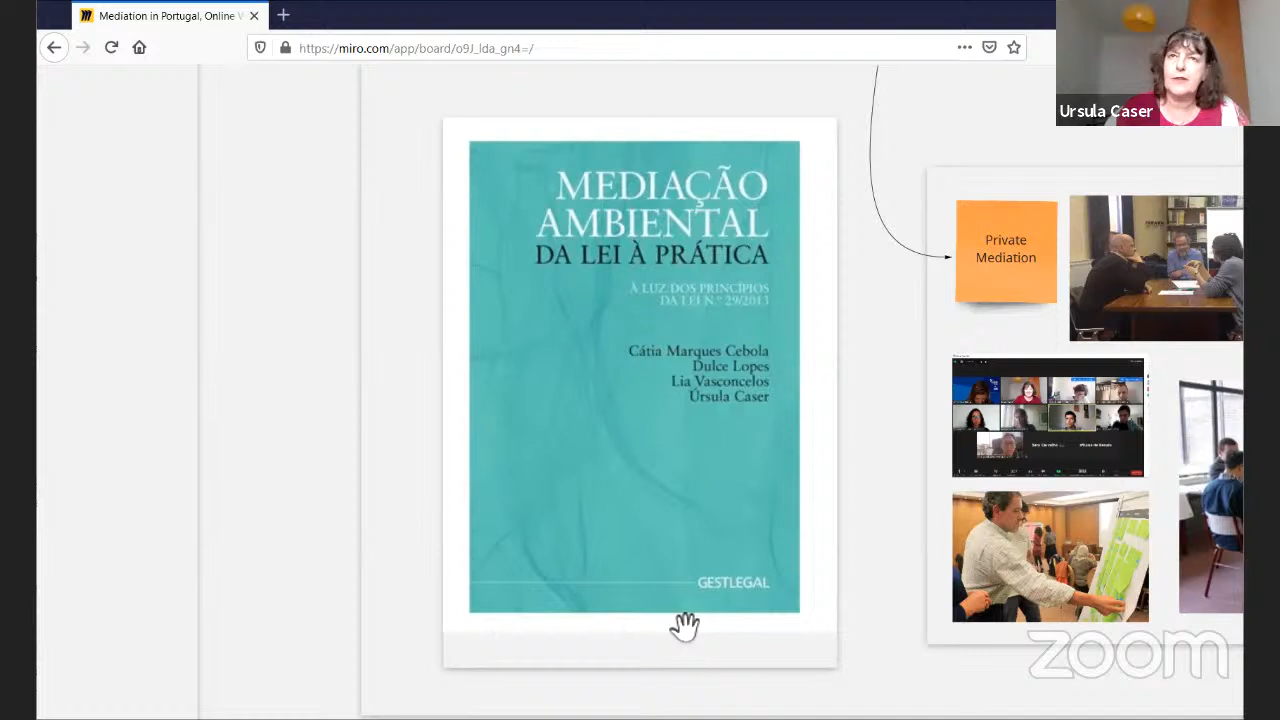 Mediation in Portugal, Online
https://miro.com/app/board/o9J_lda_gn4=/
Ursula Caser
MEDIAÇÃO
AMBIENTAL
DA LEI À PRÁTICA
À LUZ DOS PRINCÍPIOS
DA LEI N.º 29/2013
Cátia Marques Cebola
Dulce Lopes
Lia Vasconcelos
Úrsula Caser
GESTLEGAL
Private
Mediation
zoom